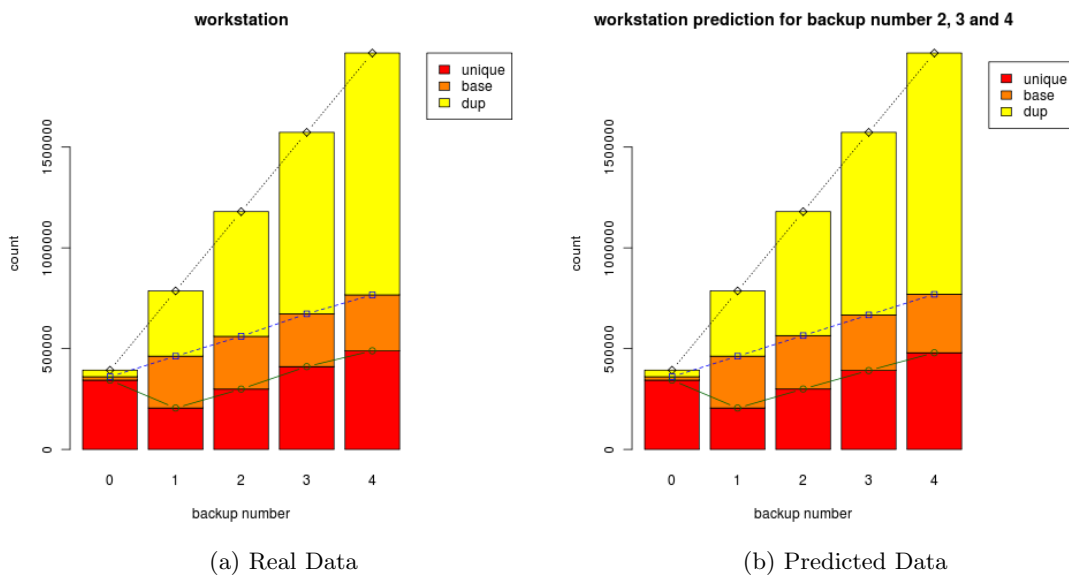 workstation
unique
base
dup
count
1500000
1000000
500000
0
0 1 2 3 4
backup number
(a) Real Data
workstation prediction for backup number 2, 3 and 4
unique
base
dup
count
1500000
1000000
500000
0
0 1 2 3 4
backup number
(b) Predicted Data